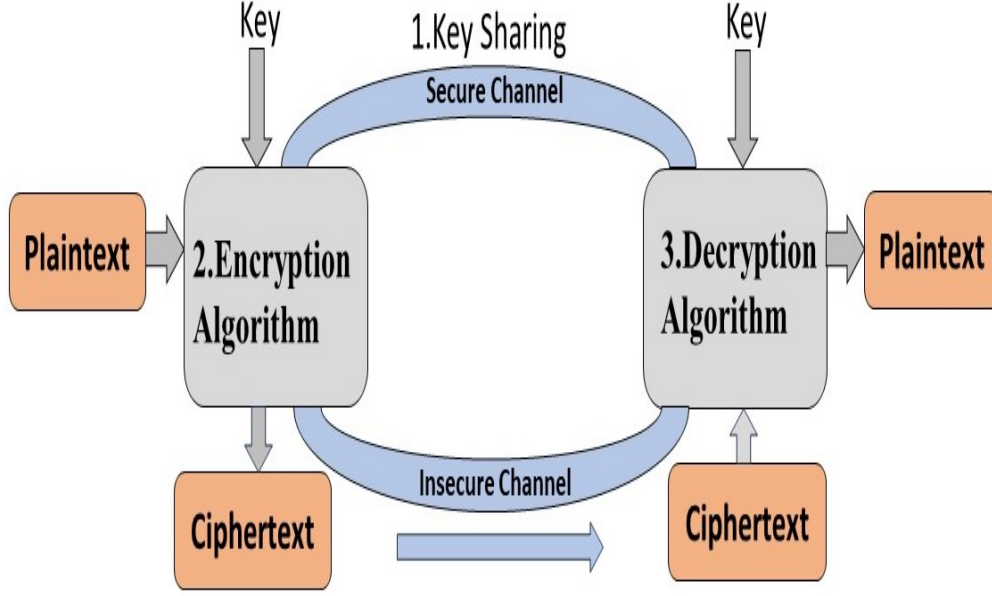 Key
1.Key Sharing
Key
Secure Channel
Plaintext
2.Encryption
Algorithm
3.Decryption
Algorithm
Plaintext
Insecure Channel
Ciphertext
Ciphertext